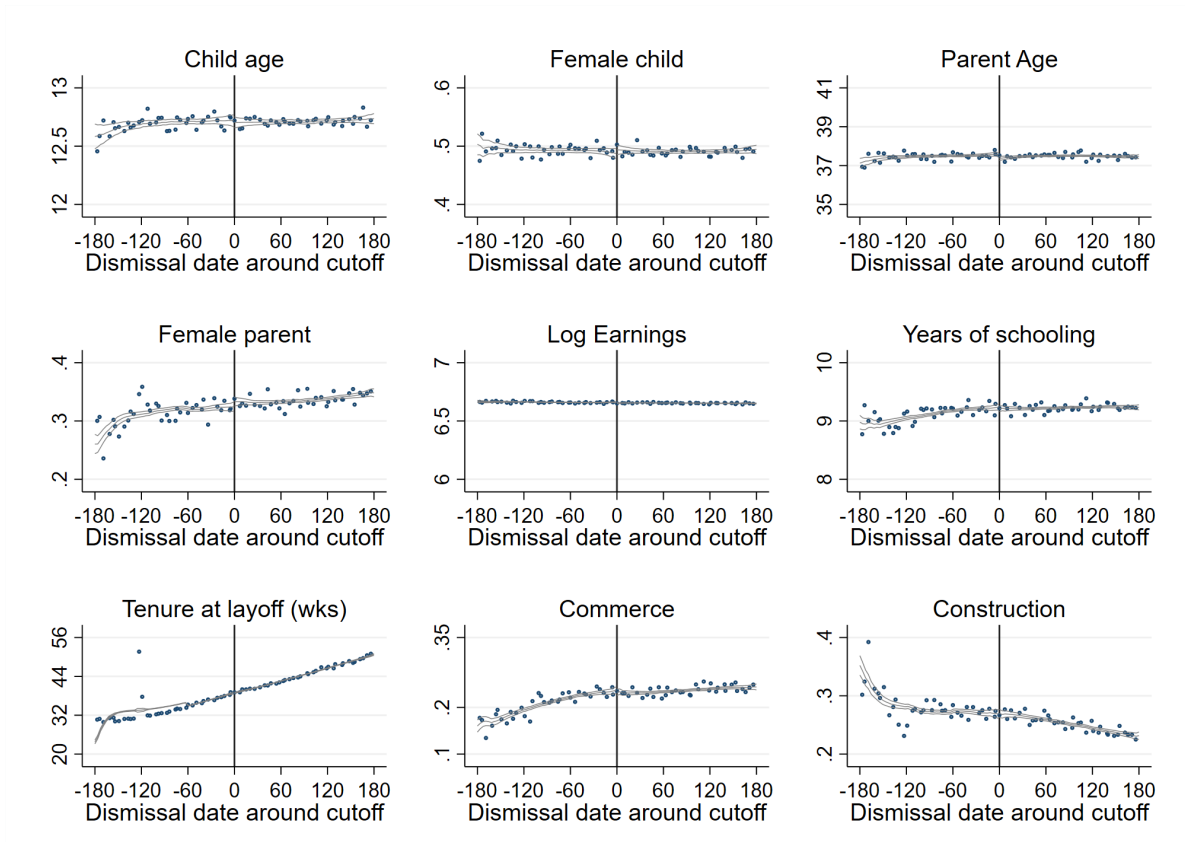 Child age
13
12.5
12
-180 -120 -60 0 60 120 180
Dismissal date around cutoff
Female child
.6
.5
.4
-180 -120 -60 0 60 120 180
Dismissal date around cutoff
Parent Age
41
39
37
35
-180 -120 -60 0 60 120 180
Dismissal date around cutoff
Female parent
.4
.3
.2
-180 -120 -60 0 60 120 180
Dismissal date around cutoff
Log Earnings
7
6.5
6
-180 -120 -60 0 60 120 180
Dismissal date around cutoff
Years of schooling
10
9
8
-180 -120 -60 0 60 120 180
Dismissal date around cutoff
Tenure at layoff (wks)
56
44
32
20
-180 -120 -60 0 60 120 180
Dismissal date around cutoff
Commerce
.35
.2
.1
-180 -120 -60 0 60 120 180
Dismissal date around cutoff
Construction
.4
.3
.2
-180 -120 -60 0 60 120 180
Dismissal date around cutoff